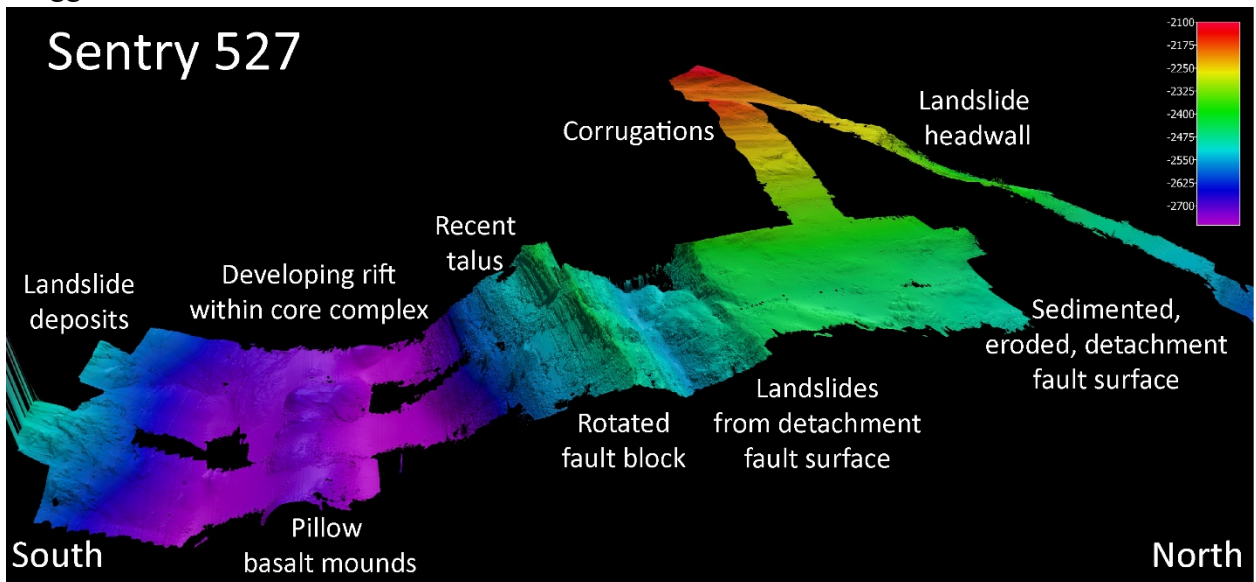 Sentry 527
-2100
-2175
-2250
-2325
-2400
-2475
-2550
-2625
-2700
Landslide
headwall
Corrugations
Recent
talus
Developing rift
within core complex
Landslide
deposits
Sedimented,
eroded, detachment
fault surface
Landslides
from detachment
fault surface
Rotated
fault block
Pillow
basalt mounds
South
North